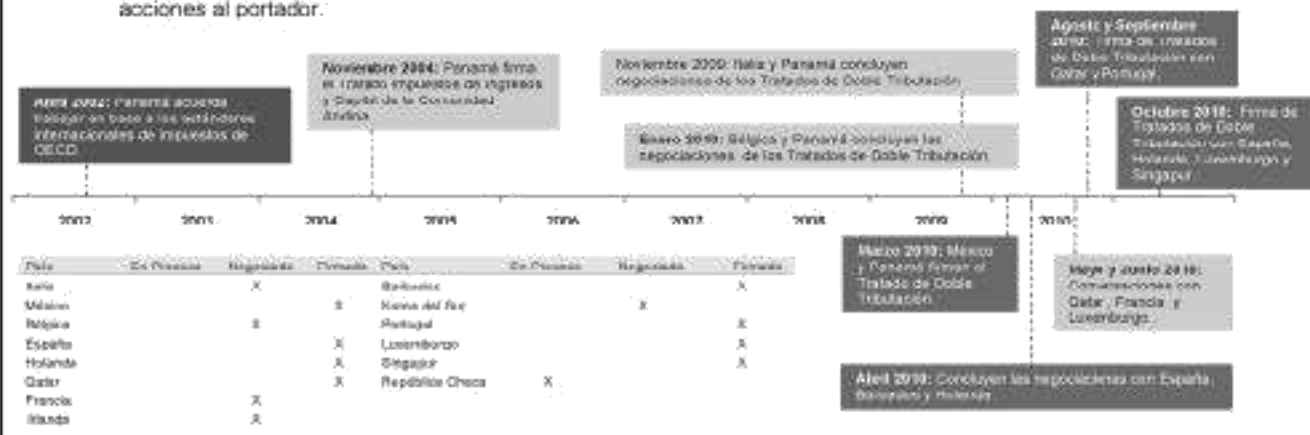 acciones al portador.
Agosto y Septiembre
2010: Firma de Tratados
de Doble Tributación con
Qatar y Portugal.
Noviembre 2004: Panamá firma
el Tratado Impuestos de Ingresos
y Capital de la Comunidad
Andina
Noviembre 2009: Italia y Panamá concluyen
negociaciones de los Tratados de Doble Tributación
Abril 2002: Panamá acuerda
trabajar en base a los estándares
internacionales de impuestos de
OECD
Octubre 2010: Firma de
Tratados de Doble
Tributación con España,
Holanda, Luxemburgo y
Singapur
Enero 2010: Bélgica y Panamá concluyen las
negociaciones de los Tratados de Doble Tributación
2002 2003 2004 2005 2006 2007 2008 2009 2010
Marzo 2010: México
y Panamá firman el
Tratado de Doble
Tributación
Mayo y Junio 2010:
Conversaciones con
Qatar, Francia y
Luxemburgo
Abril 2010: Concluyen las negociaciones con España
Barbados y Holanda
País En Proceso Negociado Firmado País En Proceso Negociado Firmado
Italia X Barbados X
México X Korea del Sur X
Bélgica X Portugal X
España X Luxemburgo X
Holanda X Singapur X
Qatar X República Checa X
Francia X
Irlanda X